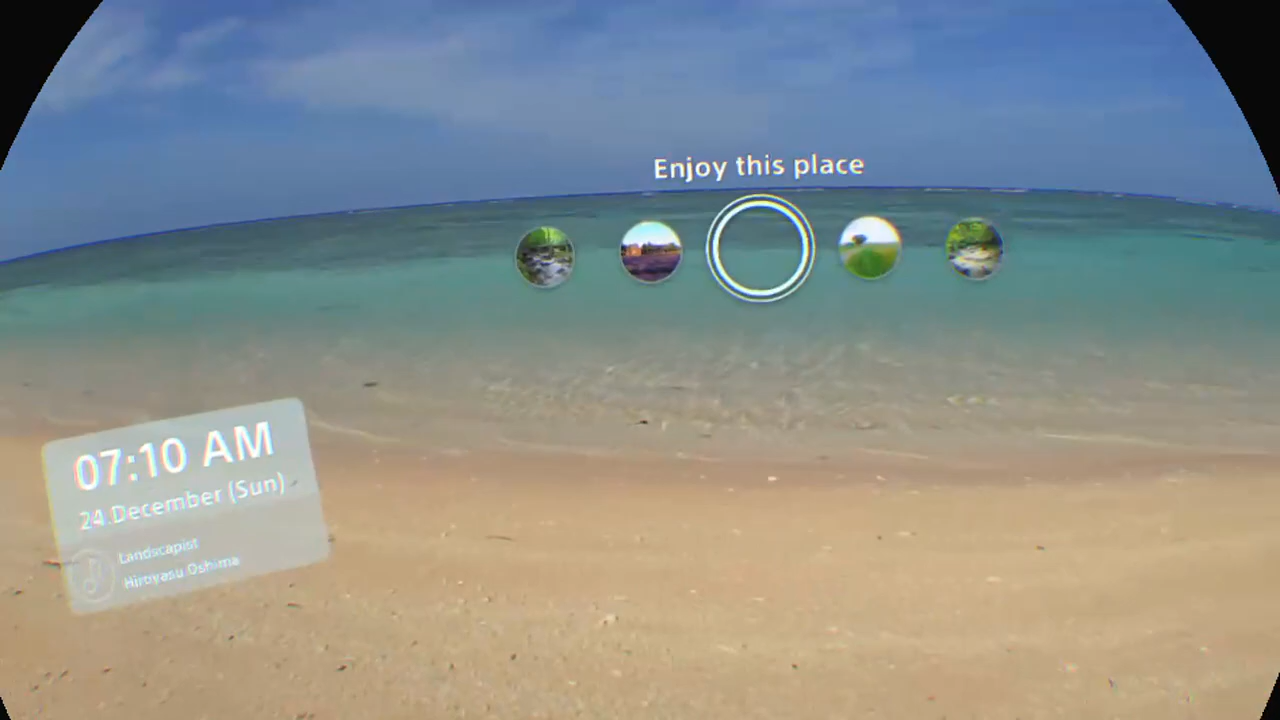 Enjoy this place
07:10 AM
24.December (Sun)
Landscapist
Hiroyasu Oshima